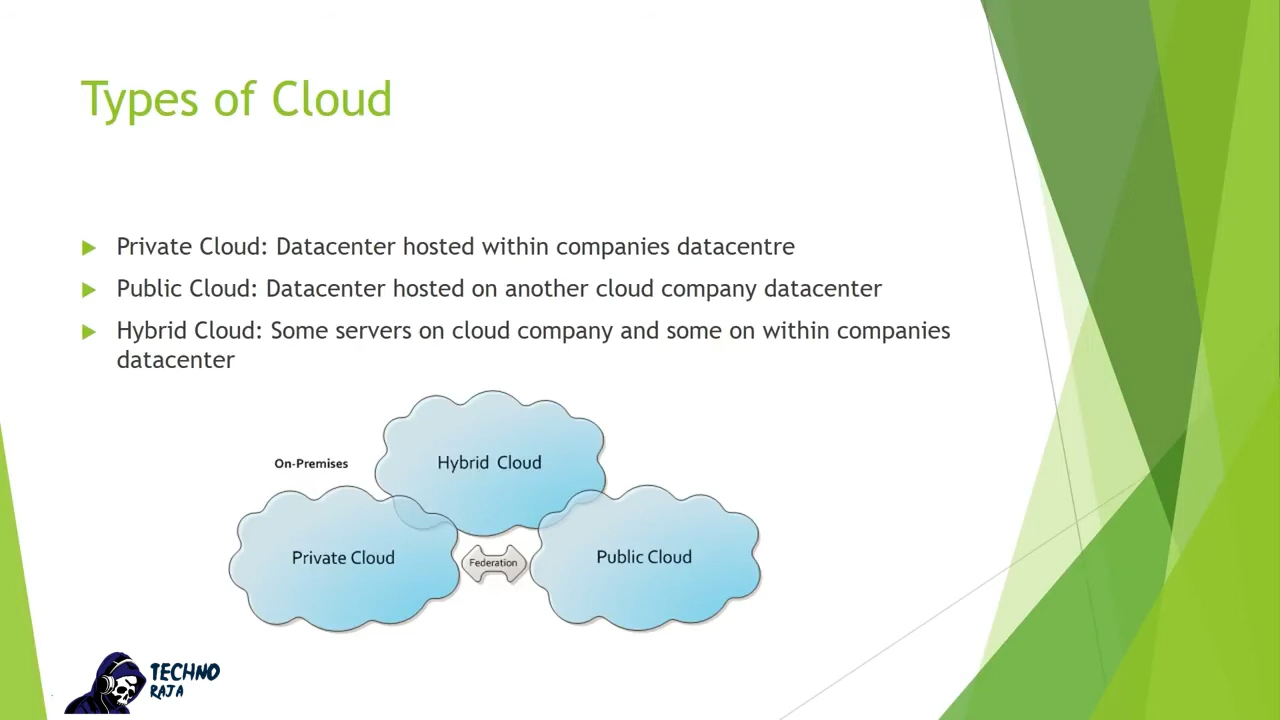 Types of Cloud
Private Cloud: Datacenter hosted within companies datacentre
Public Cloud: Datacenter hosted on another cloud company datacenter
Hybrid Cloud: Some servers on cloud company and some on within companies
datacenter
Hybrid Cloud
On-Premises
Private Cloud
Federation
Public Cloud
TECHNO
RAJA